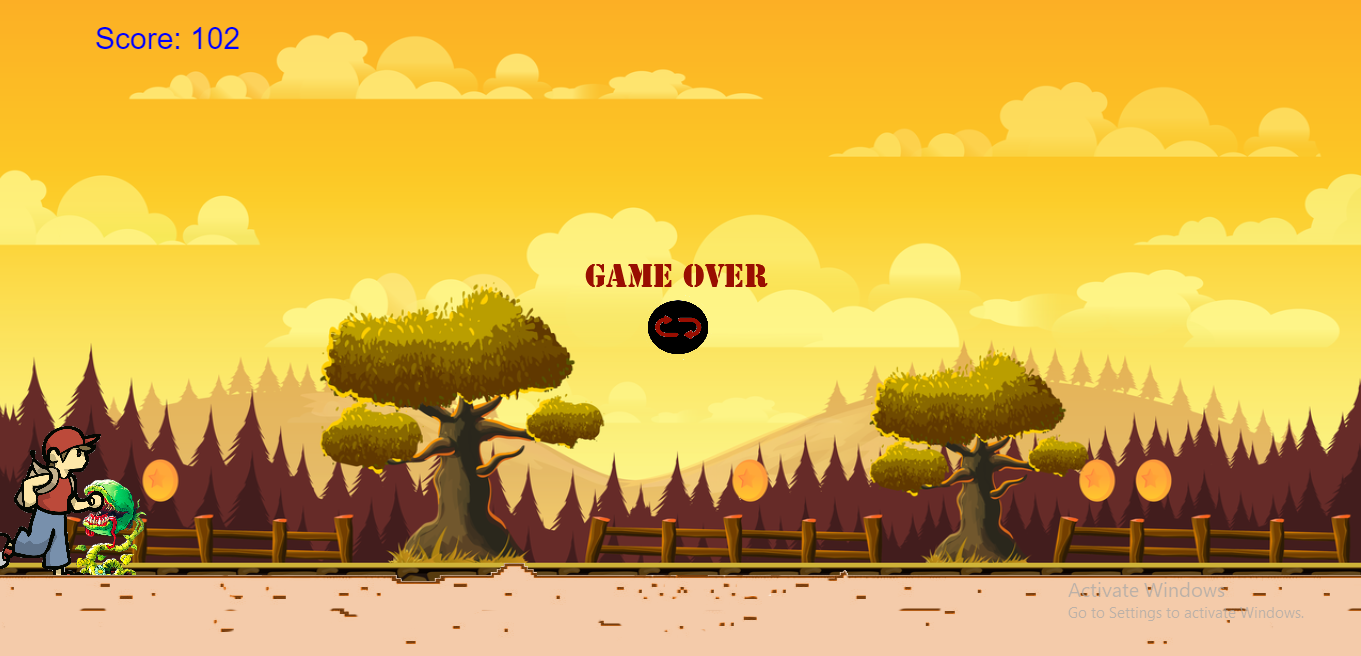 Score: 102
GAME OVER
Activate Windows
Go to Settings to activate Windows.